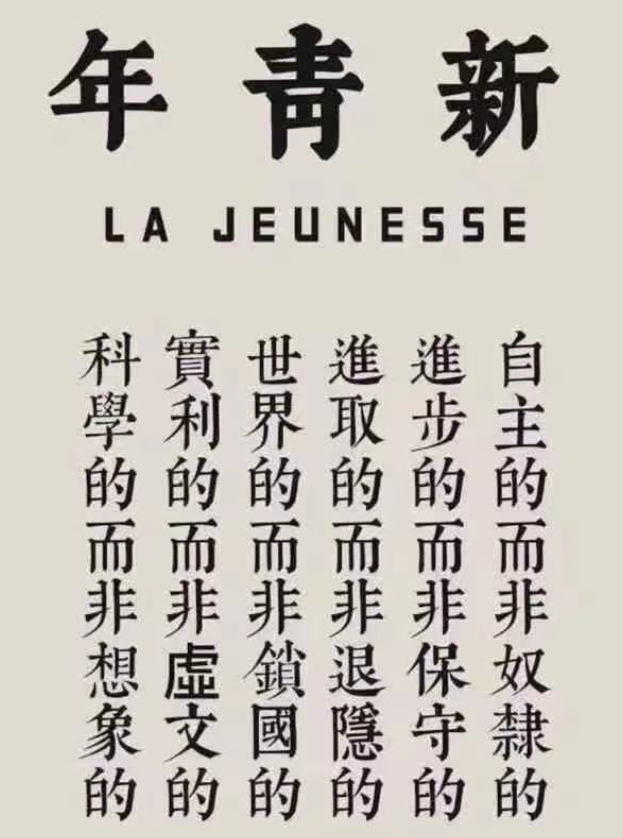 新青年
LA JEUNESSE
自主的而非奴隸的
進步的而非保守的
進取的而非退隱的
世界的而非鎖國的
實利的而非虛文的
科學的而非想象的